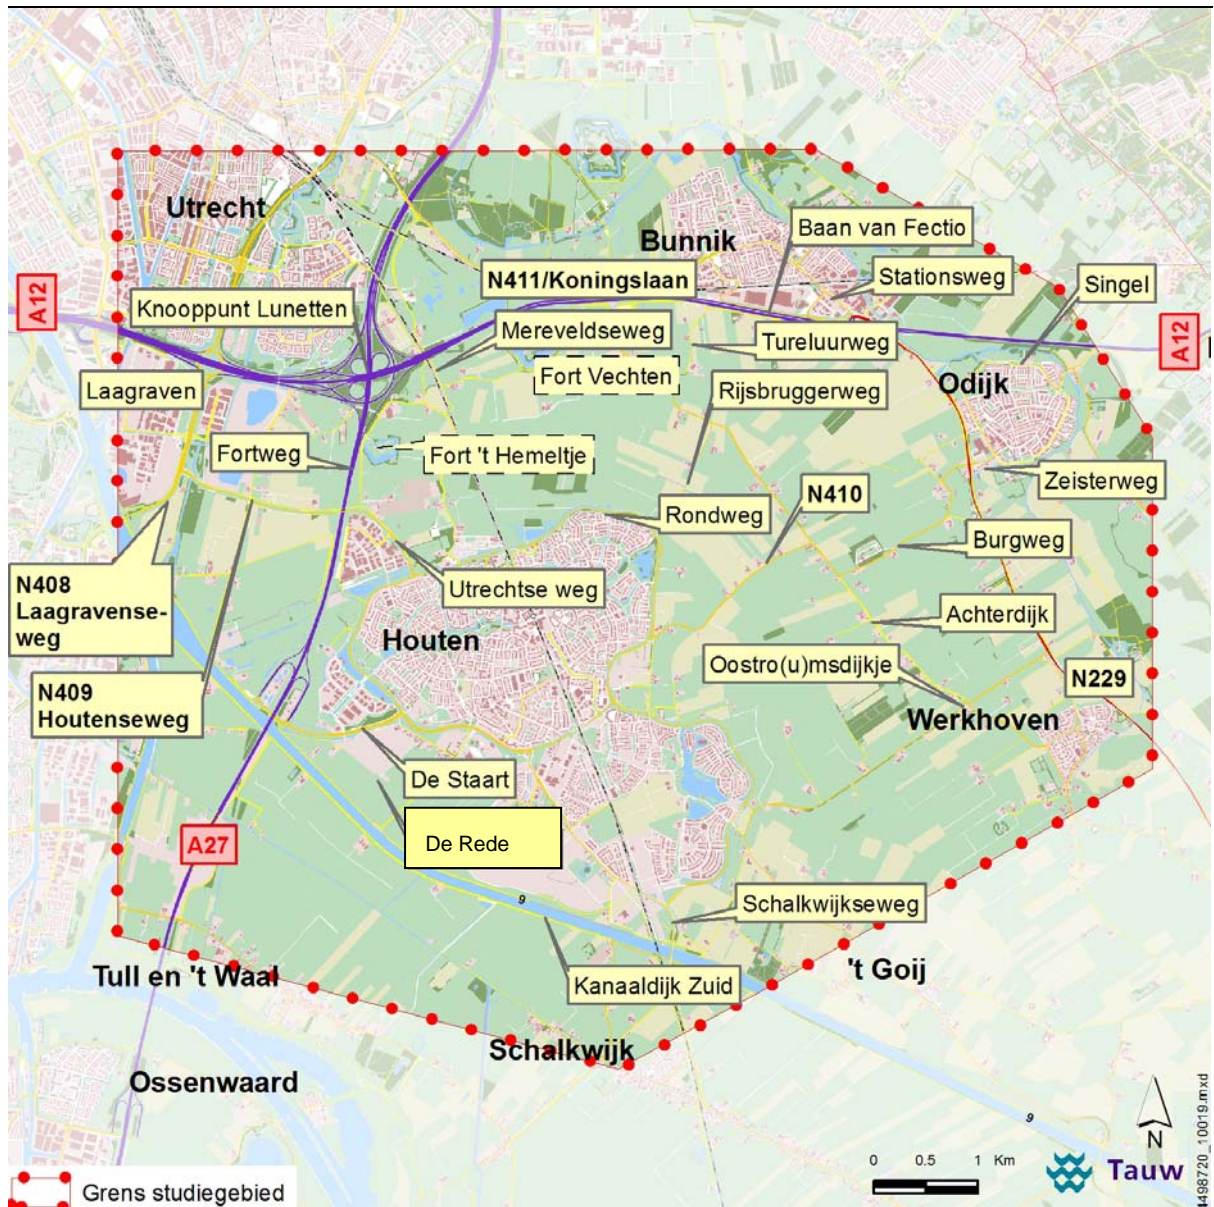 Utrecht
Bunnik
Baan van Fectio
N411/Koningslaan
Stationsweg
Singel
A12
Knooppunt Lunetten
Mereveldseweg
Tureluurweg
A12
Laagraven
Fort Vechten
Rijsbruggerweg
Odijk
Fortweg
Fort 't Hemeltje
Zeisterweg
N410
Rondweg
Burgweg
N408
Laagravense-
weg
Utrechtse weg
Achterdijk
Houten
Oostro(u)msdijkje
N409
Houtenseweg
N229
Werkhoven
De Staart
De Rede
A27
9
Schalkwijkseweg
Tull en 't Waal
Kanaaldijk Zuid
't Goij
Schalkwijk
Ossenwaard
9
N
0 0.5 1 Km
Tauw
4498720_10019.mxd
Grens studiegebied